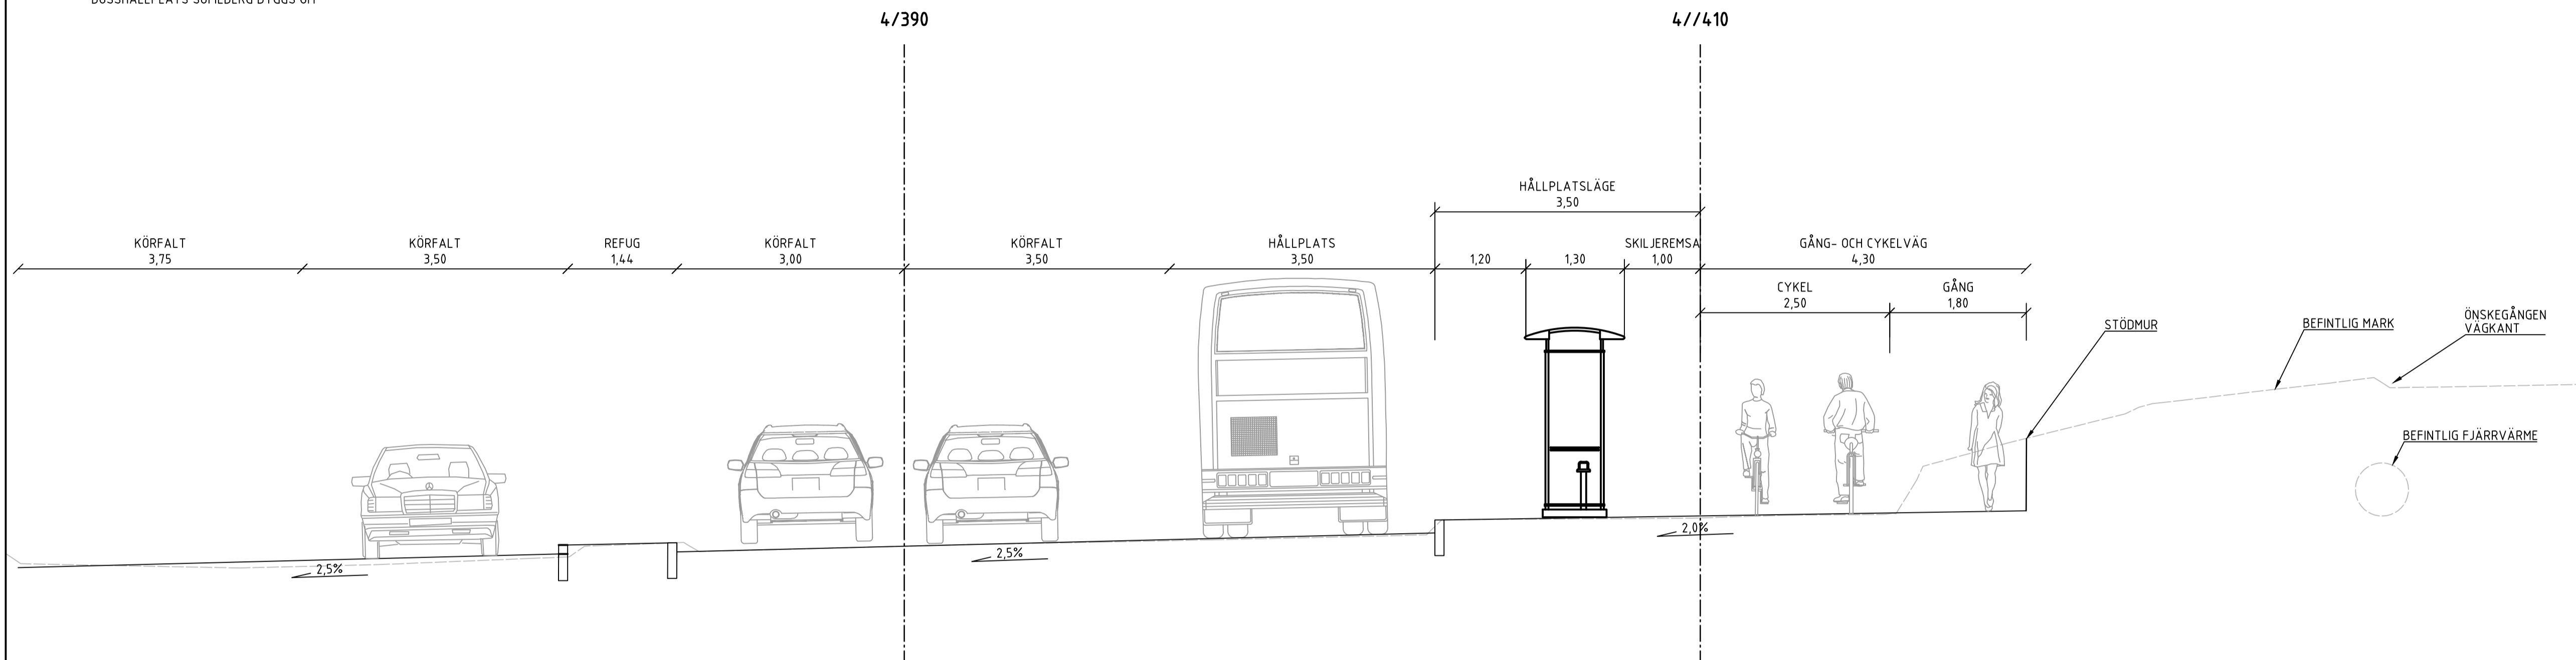 4/390
4//410
HÅLLPLATSLÄGE
3,50
KÖRFALT
3,75
KÖRFALT
3,50
REFUG
1,44
KÖRFALT
3,00
KÖRFALT
3,50
HÅLLPLATS
3,50
1,20
1,30
SKILJEREMSA
1,00
GÅNG- OCH CYKELVÄG
4,30
CYKEL
2,50
GÅNG
1,80
STÖDMUR
BEFINTLIG MARK
ÖNSKEGÅNGEN
VÄGKANT
BEFINTLIG FJÄRRVÄRME
2,5%
2,5%
2,0%